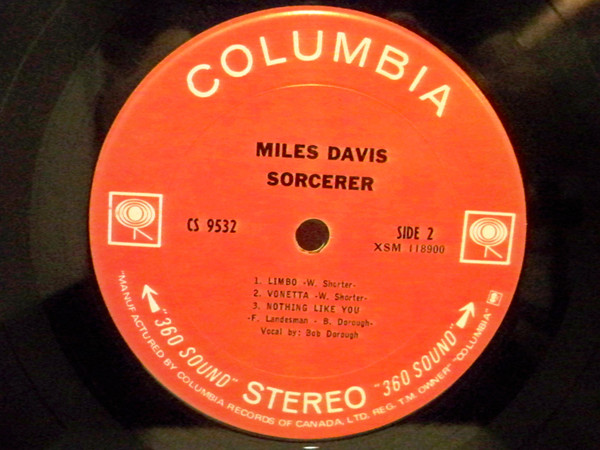 COLUMBIA
MILES DAVIS
SORCERER
CS 9532
SIDE 2
XSM 118900
1. LIMBO -W. Shorter-
2. VONETTA -W. Shorter-
3. NOTHING LIKE YOU
-F. Landesman - B. Dorough-
Vocal by: Bob Dorough
"360 SOUND" STEREO "360 SOUND"
"MANUFACTURED BY COLUMBIA RECORDS OF CANADA, LTD. REG. T.M. OWNER" "COLUMBIA"